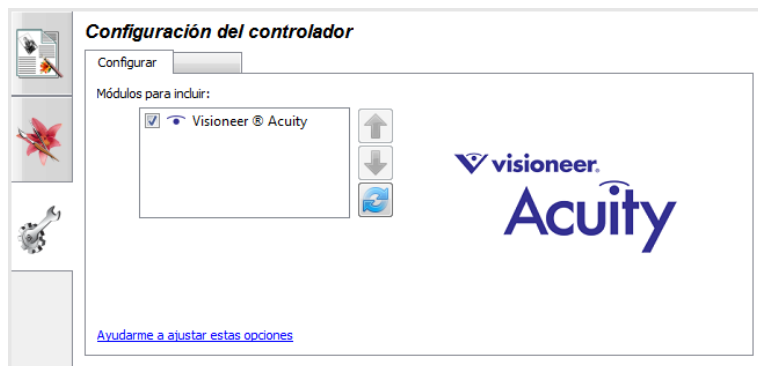 Configuración del controlador
Configurar
Módulos para incluir:
Visioneer ® Acuity
visioneer.
Acuity
Ayudarme a ajustar estas opciones